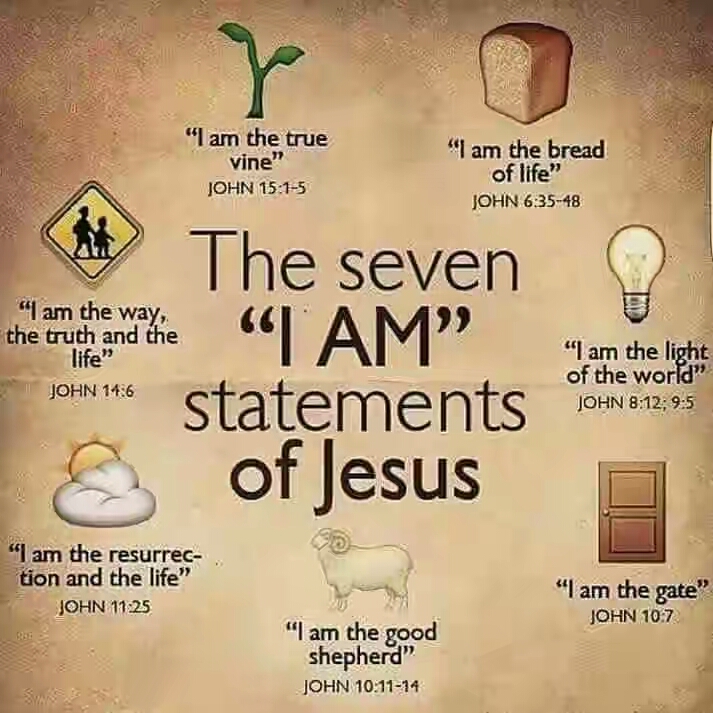 The seven
“I AM”
statements
of Jesus
“I am the true
vine”
JOHN 15:1-5
“I am the bread
of life”
JOHN 6:35-48
“I am the light
of the world”
JOHN 8:12; 9:5
“I am the gate”
JOHN 10:7
“I am the good
shepherd”
JOHN 10:11-14
“I am the resurrec-
tion and the life”
JOHN 11:25
“I am the way,
the truth and the
life”
JOHN 14:6